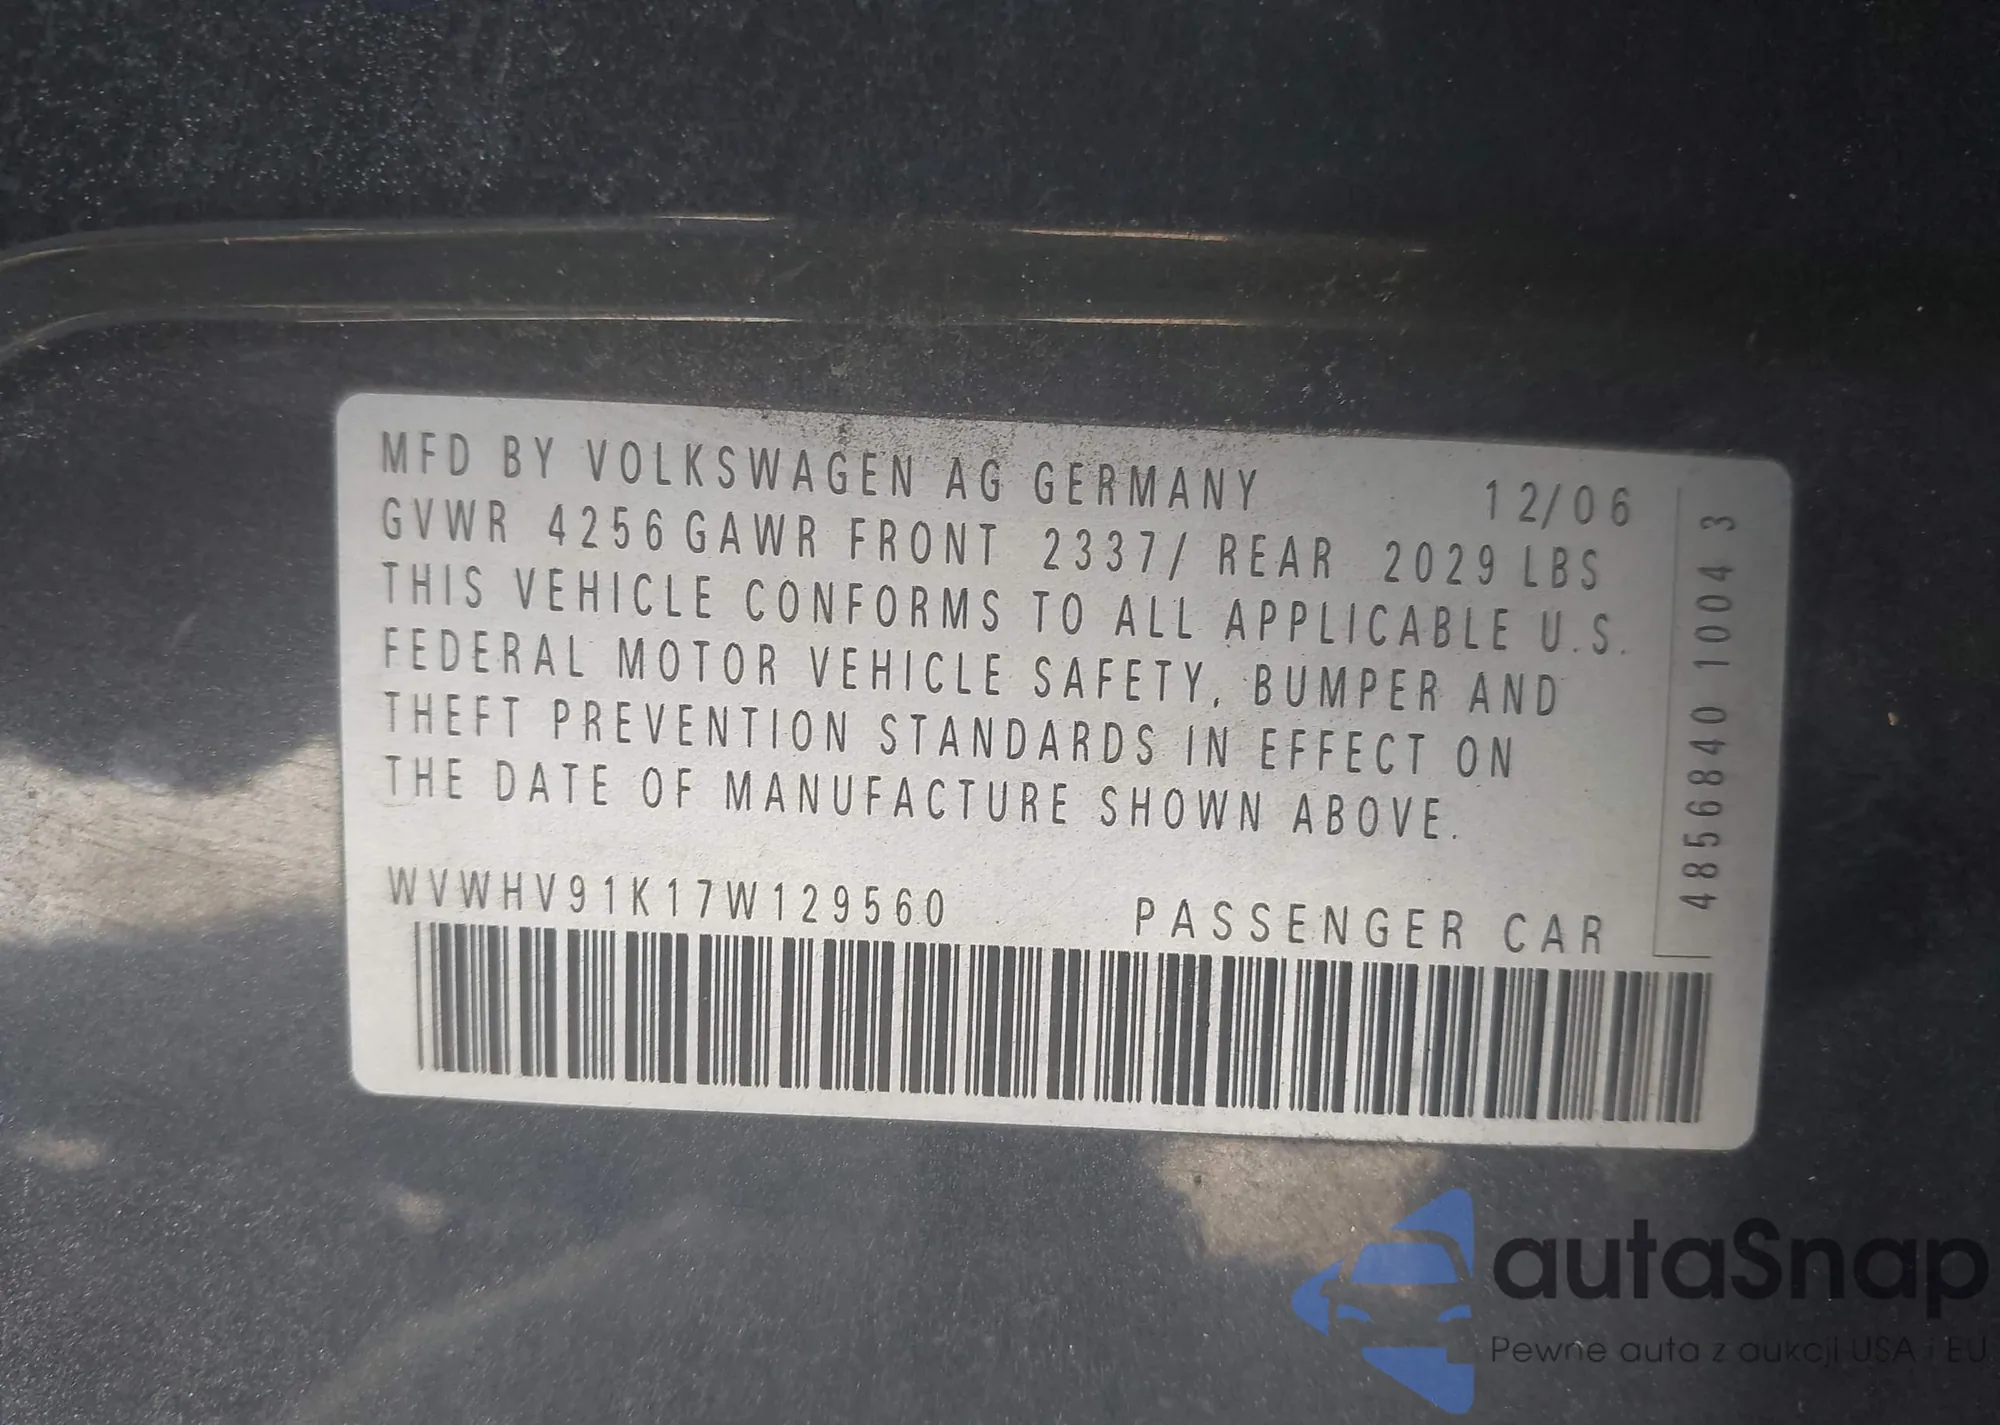 MFD BY VOLKSWAGEN AG GERMANY 12/06
GVWR 4256 GAWR FRONT 2337/ REAR 2029 LBS
THIS VEHICLE CONFORMS TO ALL APPLICABLE U.S.
FEDERAL MOTOR VEHICLE SAFETY, BUMPER AND
THEFT PREVENTION STANDARDS IN EFFECT ON
THE DATE OF MANUFACTURE SHOWN ABOVE.
WVWHV91K17W129560 PASSENGER CAR
4856840 1004 3
autaSnap
Pewne auta z aukcji USA i EU